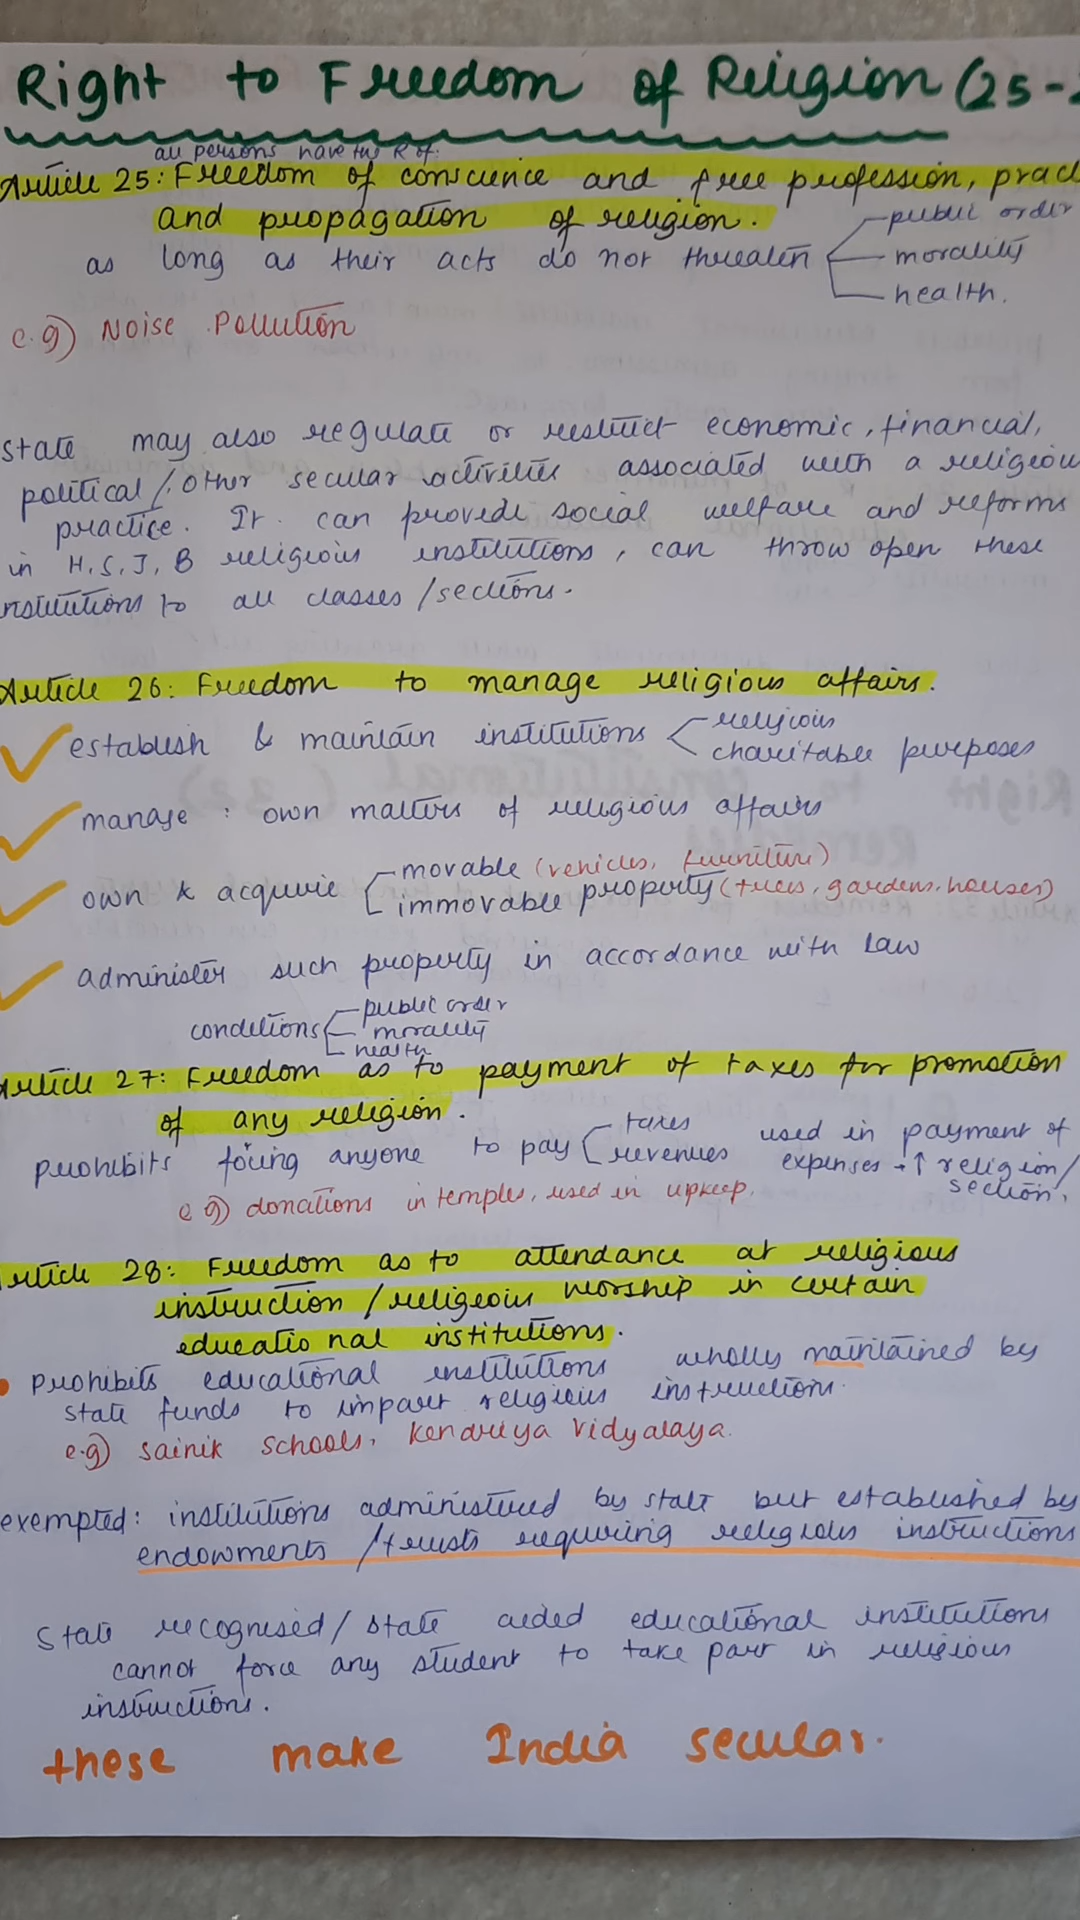 Right to Freedom of Religion (25-
all persons have the R of:
Article 25: Freedom of conscience and free profession, pract
and propagation of religion.
as long as their acts do not threaten
public order
morality
health.
e.g) Noise Pollution
state may also regulate or restrict economic, financial,
political/other secular activities associated with a religious
practice. It can provide social welfare and reforms
in H, S, J, B religious institutions, can throw open these
institutions to all classes/sections.
Article 26: Freedom to manage religious affairs.
establish & maintain institutions
religious
charitable purposes
manage : own matters of religious affairs
own & acquire
movable (vehicles, furniture)
immovable property (trees, gardens, houses)
administer such property in accordance with law
conditions
public order
morality
health
Article 27: Freedom as to payment of taxes for promotion
of any religion.
prohibits forcing anyone to pay
taxes
revenues
used in payment of
expenses → ↑ religion/
section.
e g) donations in temples, used in upkeep.
Article 28: Freedom as to attendance at religious
instruction/religious worship in certain
educational institutions.
prohibits educational institutions wholly maintained by
state funds to impart religious instructions.
e.g) Sainik Schools, Kendriya Vidyalaya.
exempted: institutions administered by state but established by
endowments/trusts requiring religious instructions
State recognised/state aided educational institutions
cannot force any student to take part in religious
instructions.
these make India secular.